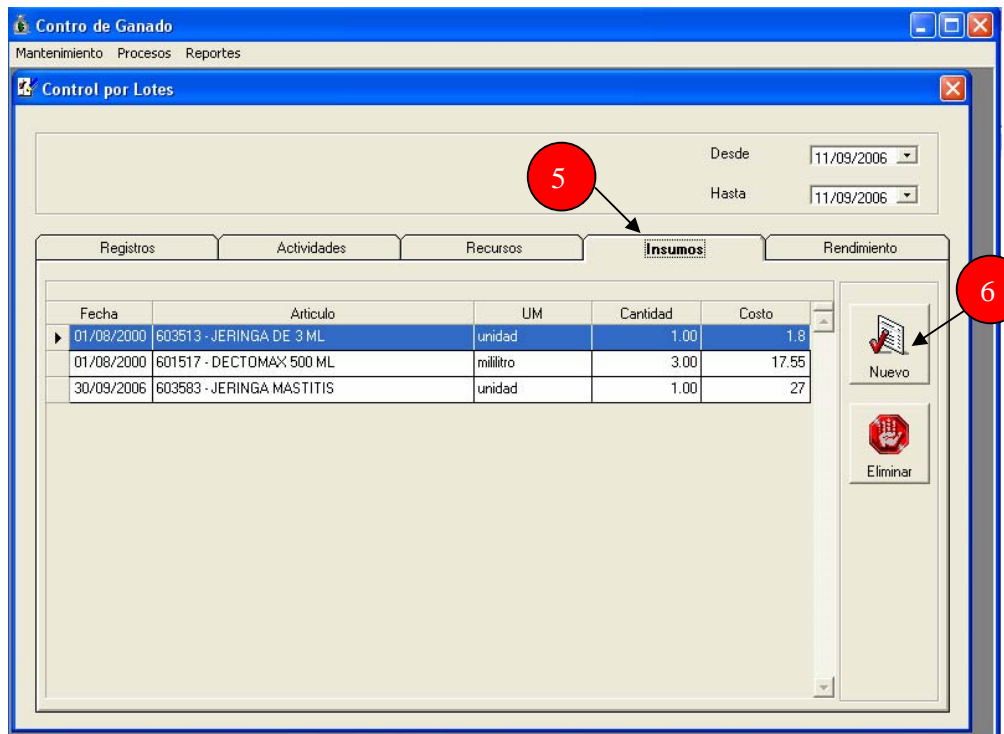 Contro de Ganado
Mantenimiento Procesos Reportes
Control por Lotes
Desde 11/09/2006
5
Hasta 11/09/2006
Registros Actividades Recursos Insumos Rendimiento
6
Fecha Articulo UM Cantidad Costo
01/08/2000 603513 - JERINGA DE 3 ML unidad 1.00 1.8
01/08/2000 601517 - DECTOMAX 500 ML mililitro 3.00 17.55
30/09/2006 603583 - JERINGA MASTITIS unidad 1.00 27
Nuevo
Eliminar